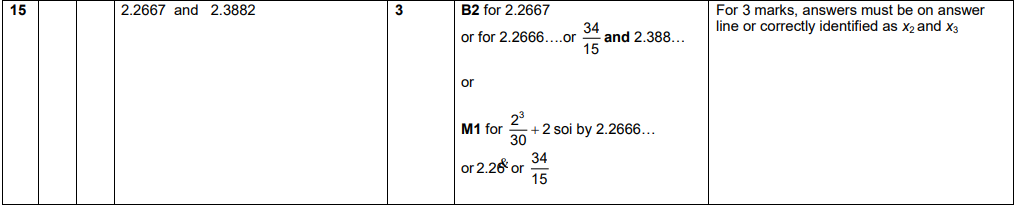 15 2.2667 and 2.3882 3 B2 for 2.2667 For 3 marks, answers must be on answer
or for 2.2666….or 34/15 and 2.388… line or correctly identified as x₂ and x₃
or
M1 for 2³/30 + 2 soi by 2.2666…
or 2.26 or 34/15